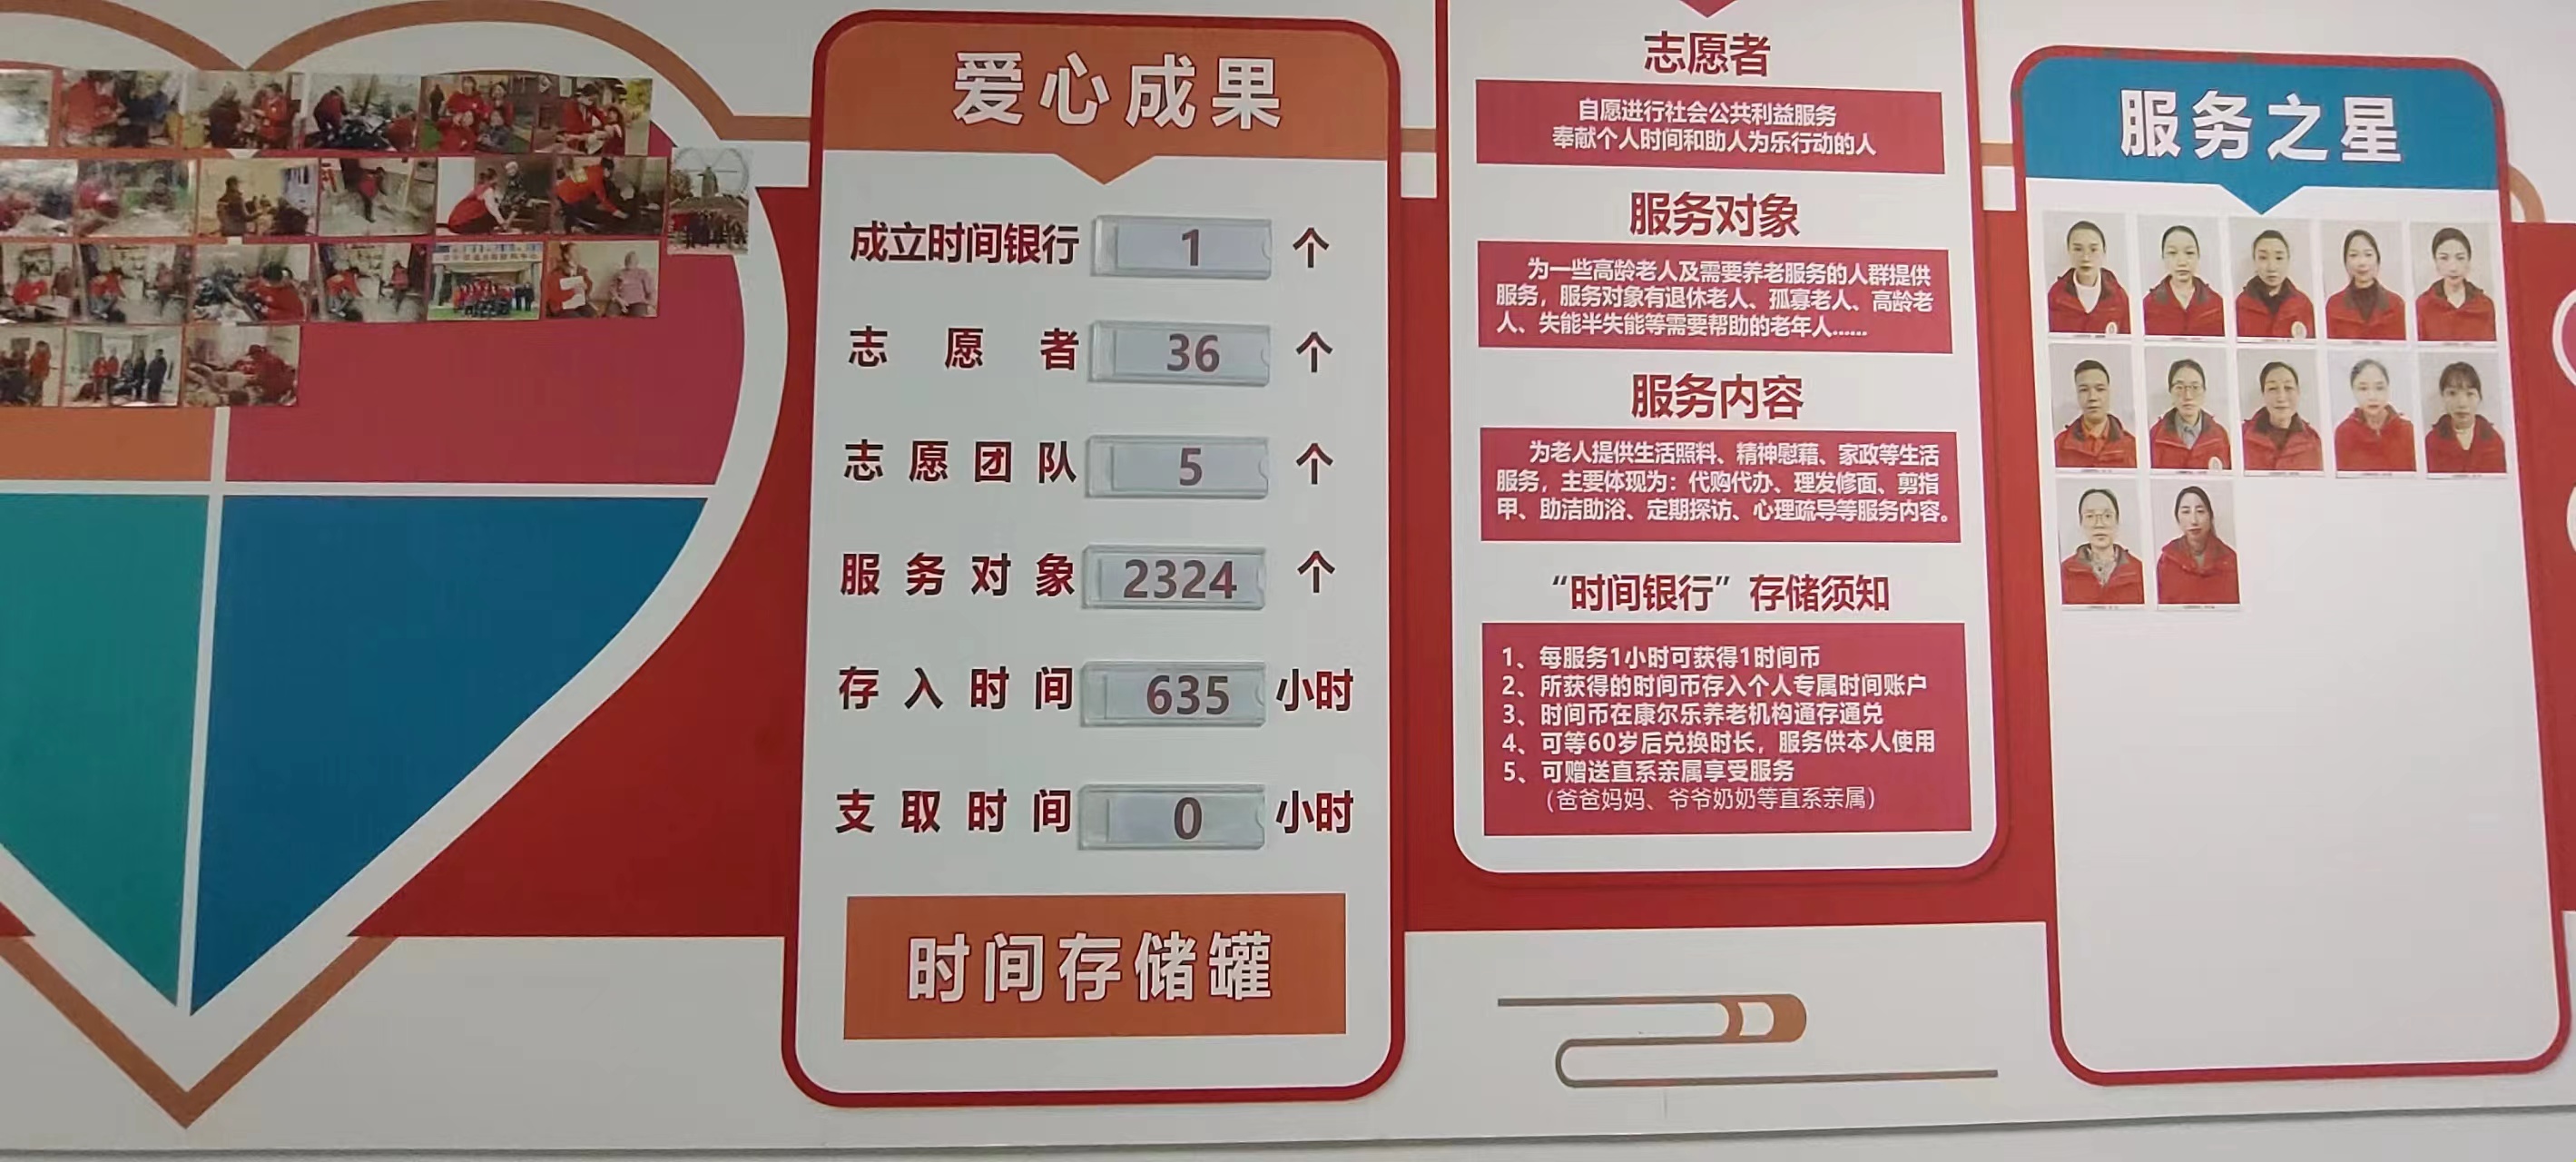 爱心成果
成立时间银行 1 个
志愿者 36 个
志愿团队 5 个
服务对象 2324 个
存入时间 635 小时
支取时间 0 小时
时间存储罐
志愿者
自愿进行社会公共利益服务
奉献个人时间和助人为乐行动的人
服务对象
为一些高龄老人及需要养老服务的人群提供
服务，服务对象有退休老人、孤寡老人、高龄老
人、失能半失能等需要帮助的老年人……
服务内容
为老人提供生活照料、精神慰藉、家政等生活
服务，主要体现为：代购代办、理发修面、剪指
甲、助洁助浴、定期探访、心理疏导等服务内容。
“时间银行”存储须知
1、每服务1小时可获得1时间币
2、所获得的时间币存入个人专属时间账户
3、时间币在康尔乐养老机构通存通兑
4、可等60岁后兑换时长，服务供本人使用
5、可赠送直系亲属享受服务
（爸爸妈妈、爷爷奶奶等直系亲属）
服务之星